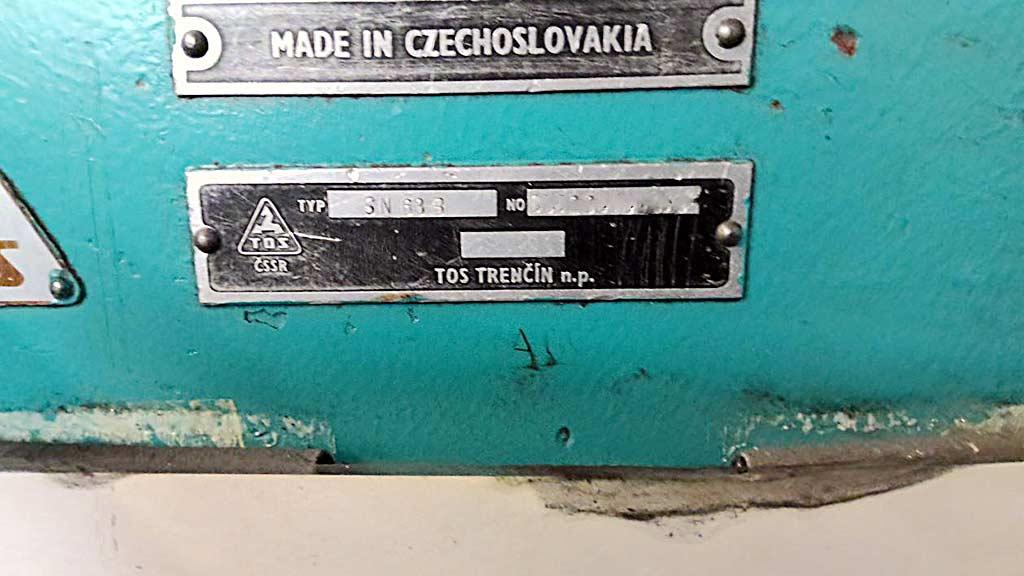 MADE IN CZECHOSLOVAKIA
TYP SN 63 B NO
TOS
ČSSR
TOS TRENČÍN n.p.
S